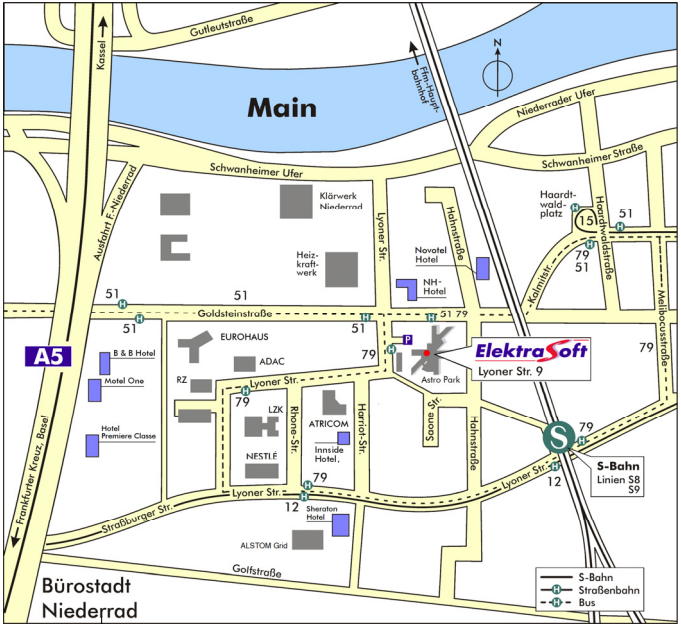 Gutleutstraße
Kassel
Ffm-Haupt-
bahnhof
N
Main
Niederräder Ufer
Schwanheimer Ufer
Schwanheimer Straße
Ausfahrt F.-Niederrad
Klärwerk
Niederrad
Lyoner Str.
Hahnstraße
Haardt-
wald-
platz
H
15
Haardtwaldstraße
51
H
H
79
51
Novotel
Hotel
Heiz-
kraft-
werk
NH-
Hotel
Kalmitstr.
Melibocusstraße
51
H
51
Goldsteinstraße
51
H
51
H
H
51 79
A5
EUROHAUS
79
H
P
ElektraSoft
Lyoner Str. 9
B & B Hotel
ADAC
Astro Park
79
Motel One
RZ
Lyoner Str.
H
79
LZK
Rhone-Str.
ATRICOM
Harriot-Str.
Saone Str.
Hahnstraße
Hotel
Premiere Classe
Innside
Hotel,
S
H
79
NESTLÉ
H
12
S-Bahn
Linien S8
S9
79
H
Lyoner Str.
H
12
Lyoner Str.
Frankfurter Kreuz, Basel
Straßburger Str.
Sheraton
Hotel
ALSTOM Grid
Golfstraße
Bürostadt
Niederrad
S-Bahn
H
Straßenbahn
H
Bus